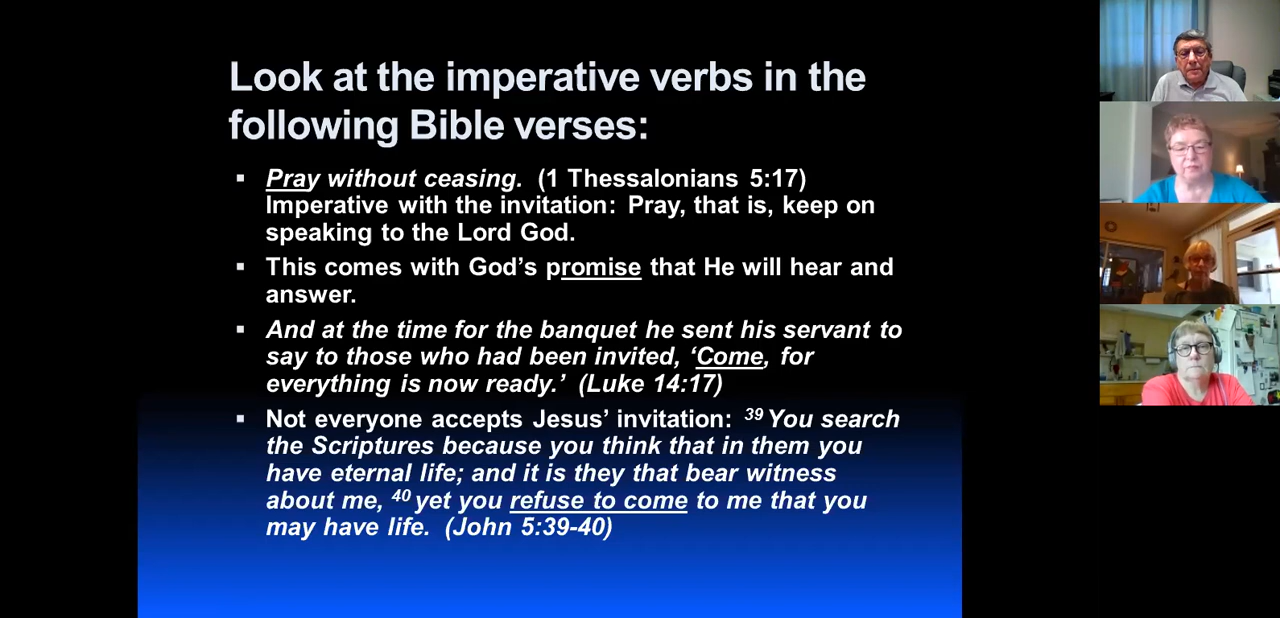 Look at the imperative verbs in the
following Bible verses:
▪ Pray without ceasing. (1 Thessalonians 5:17)
Imperative with the invitation: Pray, that is, keep on
speaking to the Lord God.
▪ This comes with God’s promise that He will hear and
answer.
▪ And at the time for the banquet he sent his servant to
say to those who had been invited, ‘Come, for
everything is now ready.’ (Luke 14:17)
▪ Not everyone accepts Jesus’ invitation: 39 You search
the Scriptures because you think that in them you
have eternal life; and it is they that bear witness
about me, 40 yet you refuse to come to me that you
may have life. (John 5:39-40)